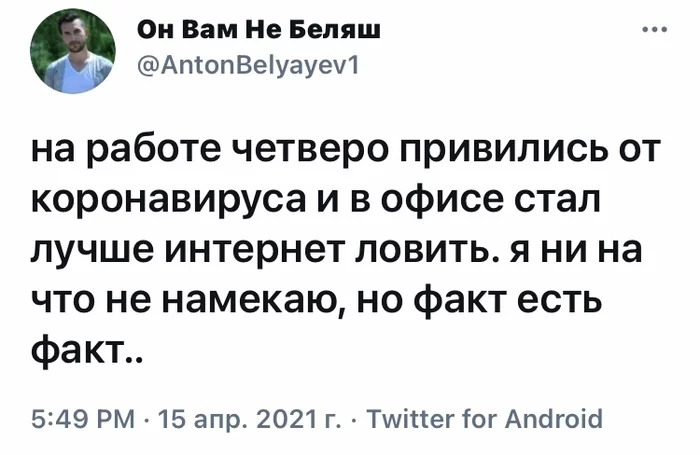 Он Вам Не Беляш
@AntonBelyayev1
на работе четверо привились от
коронавируса и в офисе стал
лучше интернет ловить. я ни на
что не намекаю, но факт есть
факт..
5:49 PM · 15 апр. 2021 г. · Twitter for Android